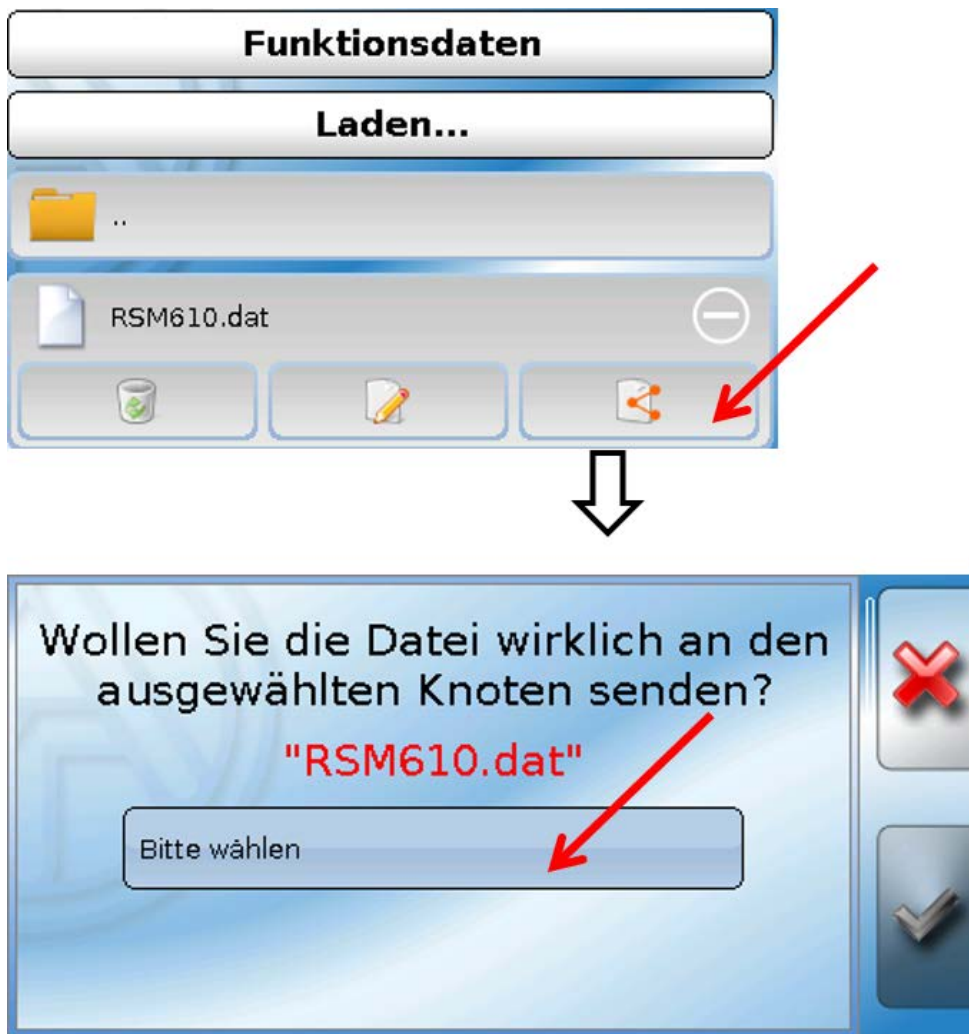 Funktionsdaten
Laden...
..
RSM610.dat
Wollen Sie die Datei wirklich an den
ausgewählten Knoten senden?
"RSM610.dat"
Bitte wählen